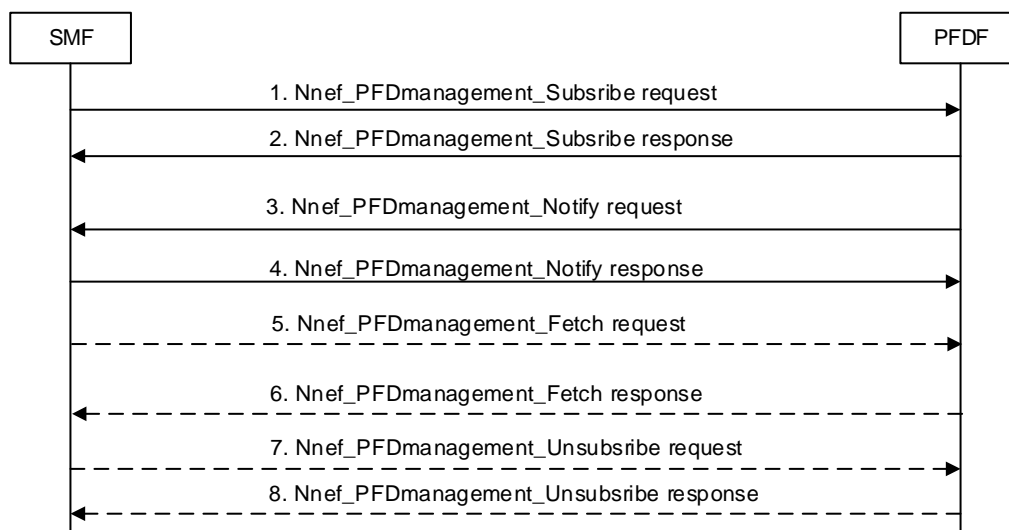 SMF
PFDF
1. Nnef_PFDmanagement_Subsribe request
2. Nnef_PFDmanagement_Subsribe response
3. Nnef_PFDmanagement_Notify request
4. Nnef_PFDmanagement_Notify response
5. Nnef_PFDmanagement_Fetch request
6. Nnef_PFDmanagement_Fetch response
7. Nnef_PFDmanagement_Unsubsribe request
8. Nnef_PFDmanagement_Unsubsribe response